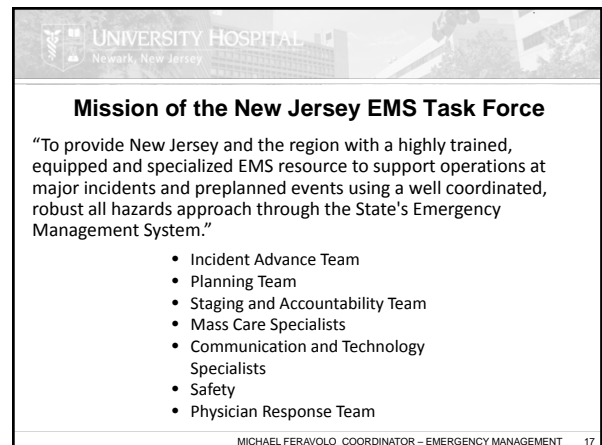 UNIVERSITY HOSPITAL
Newark, New Jersey
Mission of the New Jersey EMS Task Force
“To provide New Jersey and the region with a highly trained,
equipped and specialized EMS resource to support operations at
major incidents and preplanned events using a well coordinated,
robust all hazards approach through the State's Emergency
Management System.”
• Incident Advance Team
• Planning Team
• Staging and Accountability Team
• Mass Care Specialists
• Communication and Technology
Specialists
• Safety
• Physician Response Team
MICHAEL FERAVOLO COORDINATOR – EMERGENCY MANAGEMENT 17